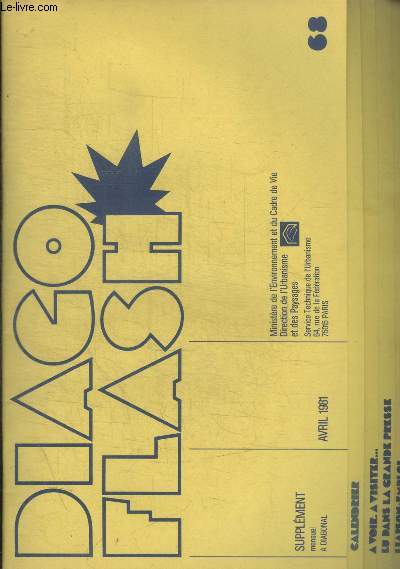 Le-livre.com
DIAGO
FLASH
68
Ministère de l'Environnement et du Cadre de Vie
Direction de l'Urbanisme
et des Paysages
Service Technique de l'Urbanisme
64, rue de la Fédération
75015 PARIS
SUPPLÉMENT
mensuel
A DIAGONAL
AVRIL 1981
CALENDRIER
A VOIR, A VISITER...
LU DANS LA GRANDE PRESSE